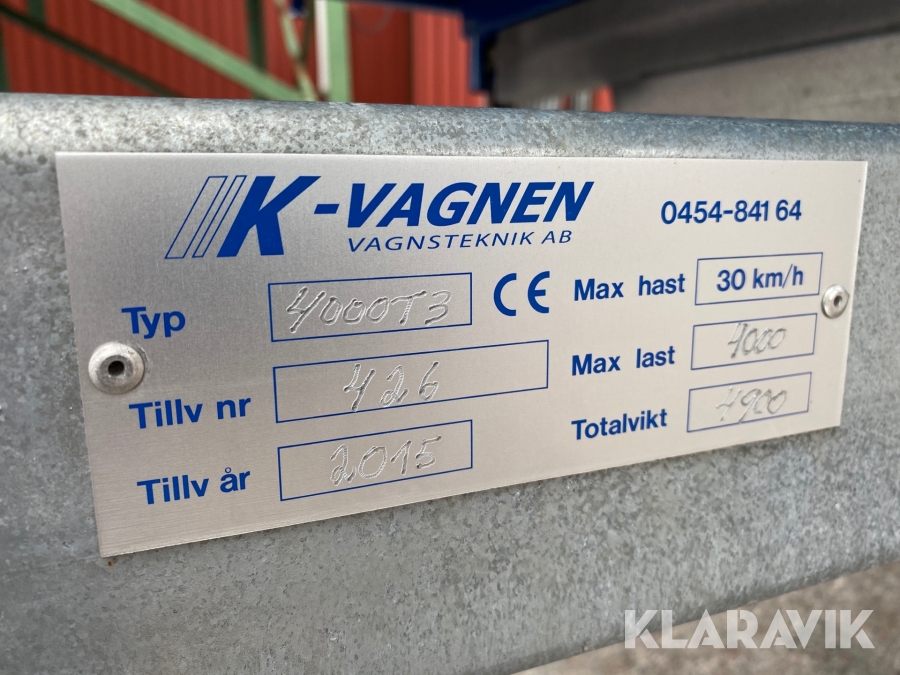 K-VAGNEN
VAGNSTEKNIK AB
0454-841 64
Typ 4000T3
CE
Max hast 30 km/h
Tillv nr 426
Max last 4000
Tillv år 2015
Totalvikt 4900
KLARAVIK